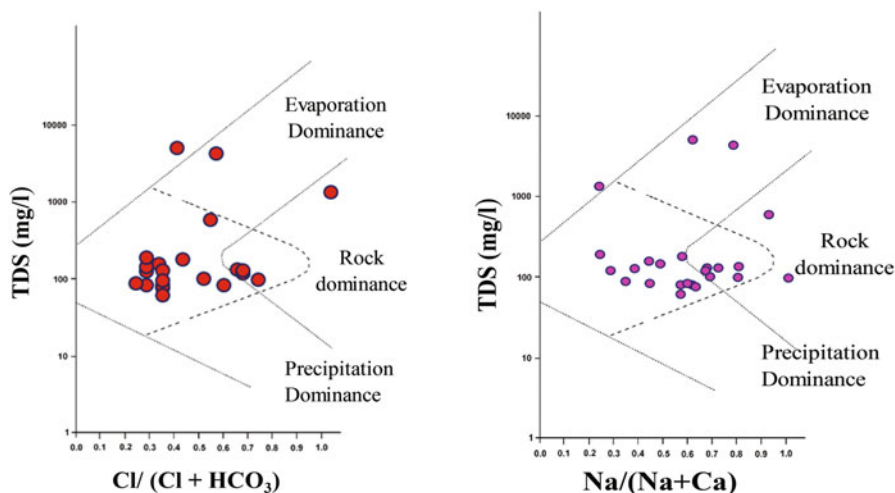 Evaporation
Dominance
Rock
dominance
Precipitation
Dominance
TDS (mg/l)
10000
1000
100
10
1
0.0 0.1 0.2 0.3 0.4 0.5 0.6 0.7 0.8 0.9 1.0
Cl/ (Cl + HCO₃)
Evaporation
Dominance
Rock
dominance
Precipitation
Dominance
TDS (mg/l)
10000
1000
100
10
1
0.0 0.1 0.2 0.3 0.4 0.5 0.6 0.7 0.8 0.9 1.0
Na/(Na+Ca)